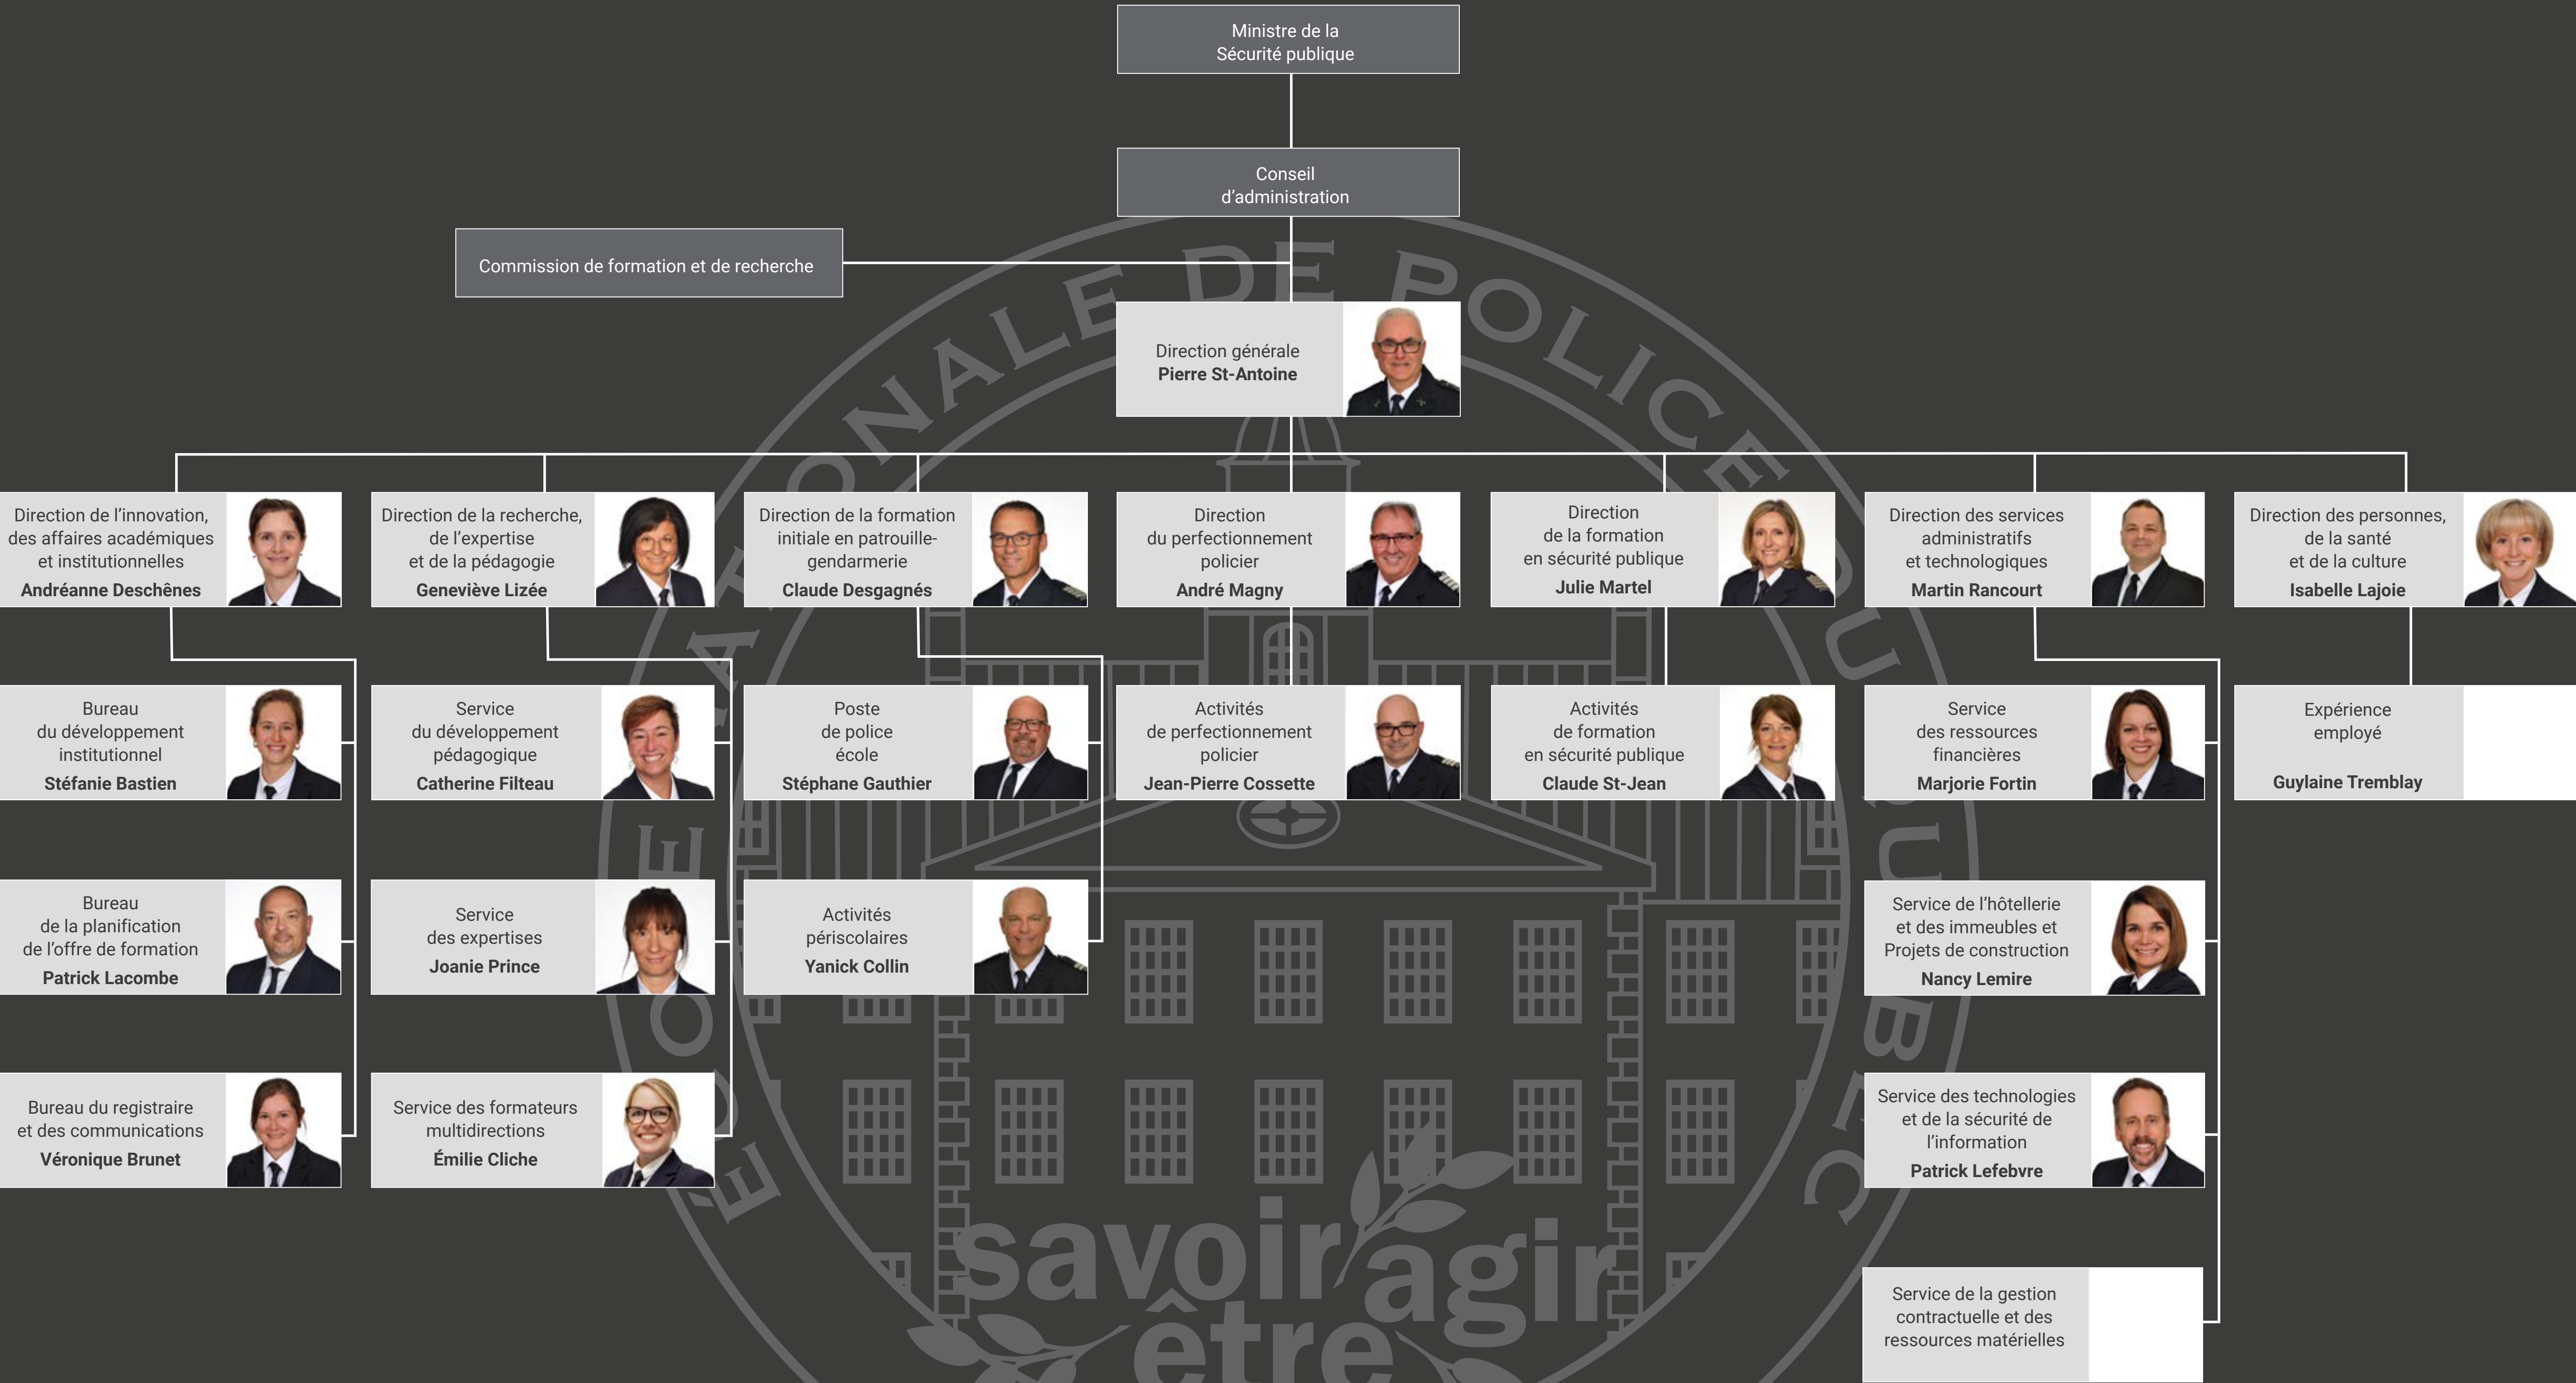 Ministre de la
Sécurité publique
Conseil
d'administration
Commission de formation et de recherche
Direction générale
Pierre St-Antoine
Direction de l'innovation,
des affaires académiques
et institutionnelles
Andréanne Deschênes
Direction de la recherche,
de l'expertise
et de la pédagogie
Geneviève Lizée
Direction de la formation
initiale en patrouille-
gendarmerie
Claude Desgagnés
Direction
du perfectionnement
policier
André Magny
Direction
de la formation
en sécurité publique
Julie Martel
Direction des services
administratifs
et technologiques
Martin Rancourt
Direction des personnes,
de la santé
et de la culture
Isabelle Lajoie
Bureau
du développement
institutionnel
Stéfanie Bastien
Service
du développement
pédagogique
Catherine Filteau
Poste
de police
école
Stéphane Gauthier
Activités
de perfectionnement
policier
Jean-Pierre Cossette
Activités
de formation
en sécurité publique
Claude St-Jean
Service
des ressources
financières
Marjorie Fortin
Expérience
employé
Guylaine Tremblay
Bureau
de la planification
de l'offre de formation
Patrick Lacombe
Service
des expertises
Joanie Prince
Activités
périscolaires
Yanick Collin
Service de l'hôtellerie
et des immeubles et
Projets de construction
Nancy Lemire
Bureau du registraire
et des communications
Véronique Brunet
Service des formateurs
multidirections
Émilie Cliche
Service des technologies
et de la sécurité de
l'information
Patrick Lefebvre
Service de la gestion
contractuelle et des
ressources matérielles
savoir agir
être